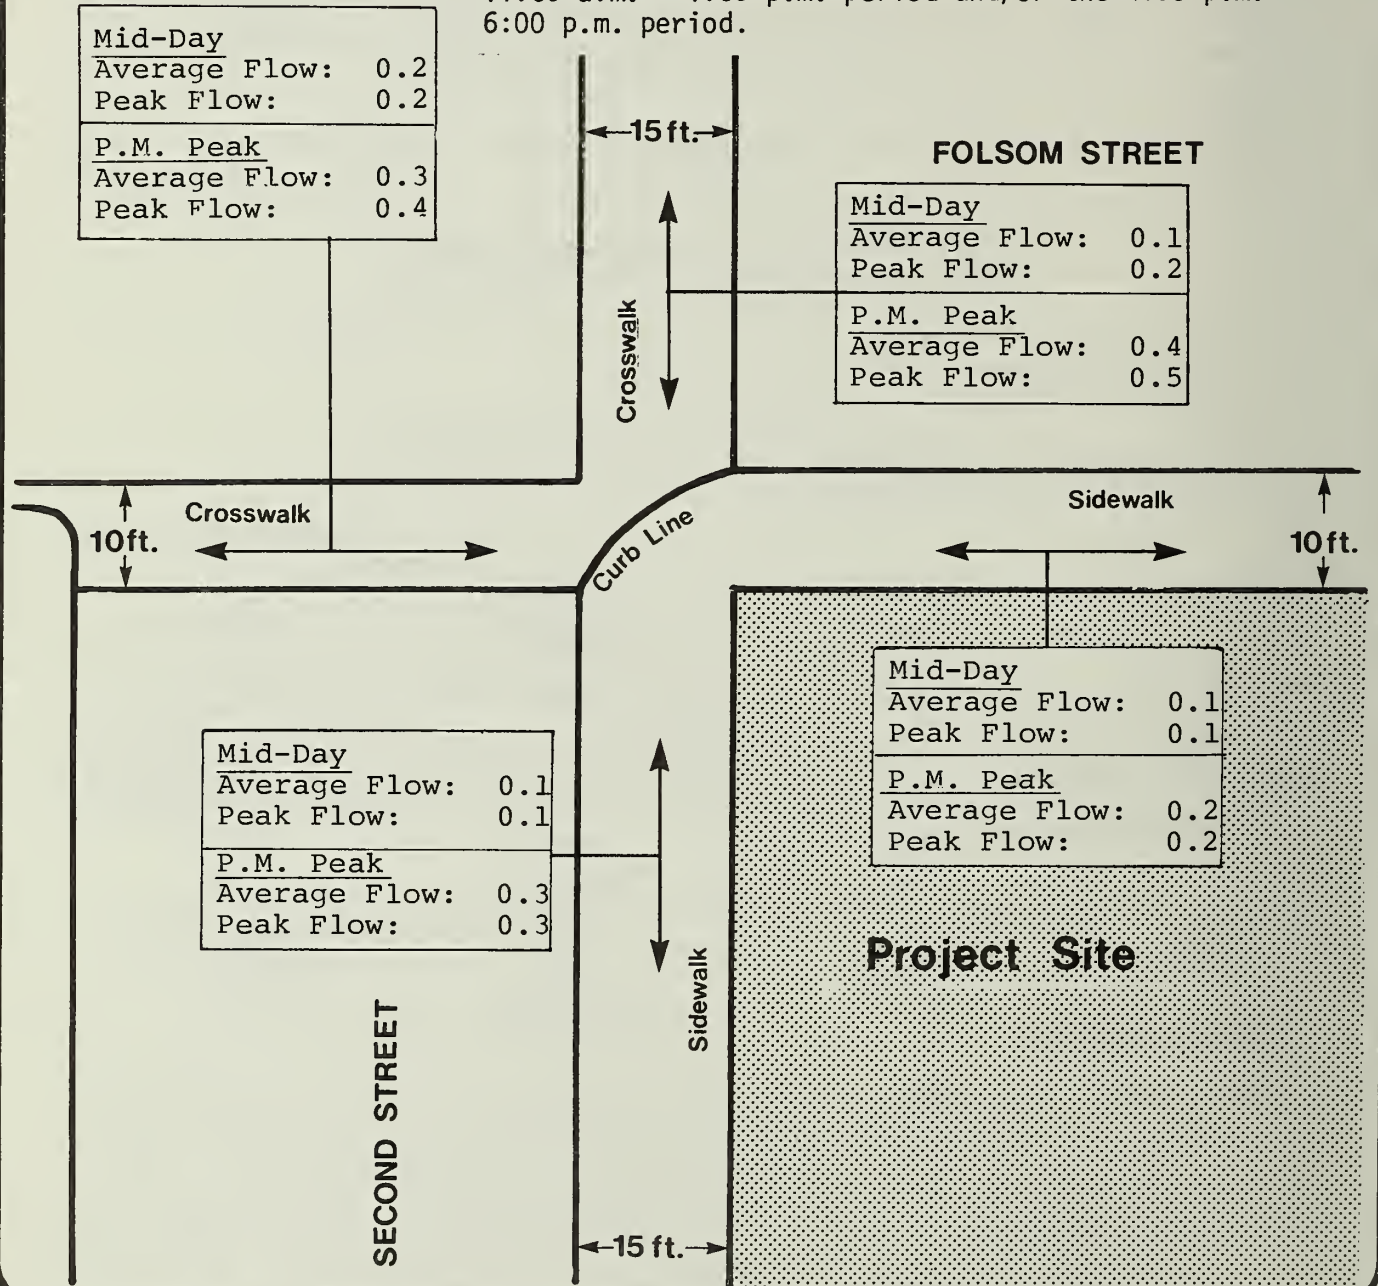 6:00 p.m. period.
Mid-Day
Average Flow: 0.2
Peak Flow: 0.2
P.M. Peak
Average Flow: 0.3
Peak Flow: 0.4
15 ft.
FOLSOM STREET
Mid-Day
Average Flow: 0.1
Peak Flow: 0.2
P.M. Peak
Average Flow: 0.4
Peak Flow: 0.5
Crosswalk
Crosswalk
10 ft.
Curb Line
Sidewalk
10 ft.
Mid-Day
Average Flow: 0.1
Peak Flow: 0.1
P.M. Peak
Average Flow: 0.2
Peak Flow: 0.2
Mid-Day
Average Flow: 0.1
Peak Flow: 0.1
P.M. Peak
Average Flow: 0.3
Peak Flow: 0.3
Project Site
Sidewalk
SECOND STREET
15 ft.